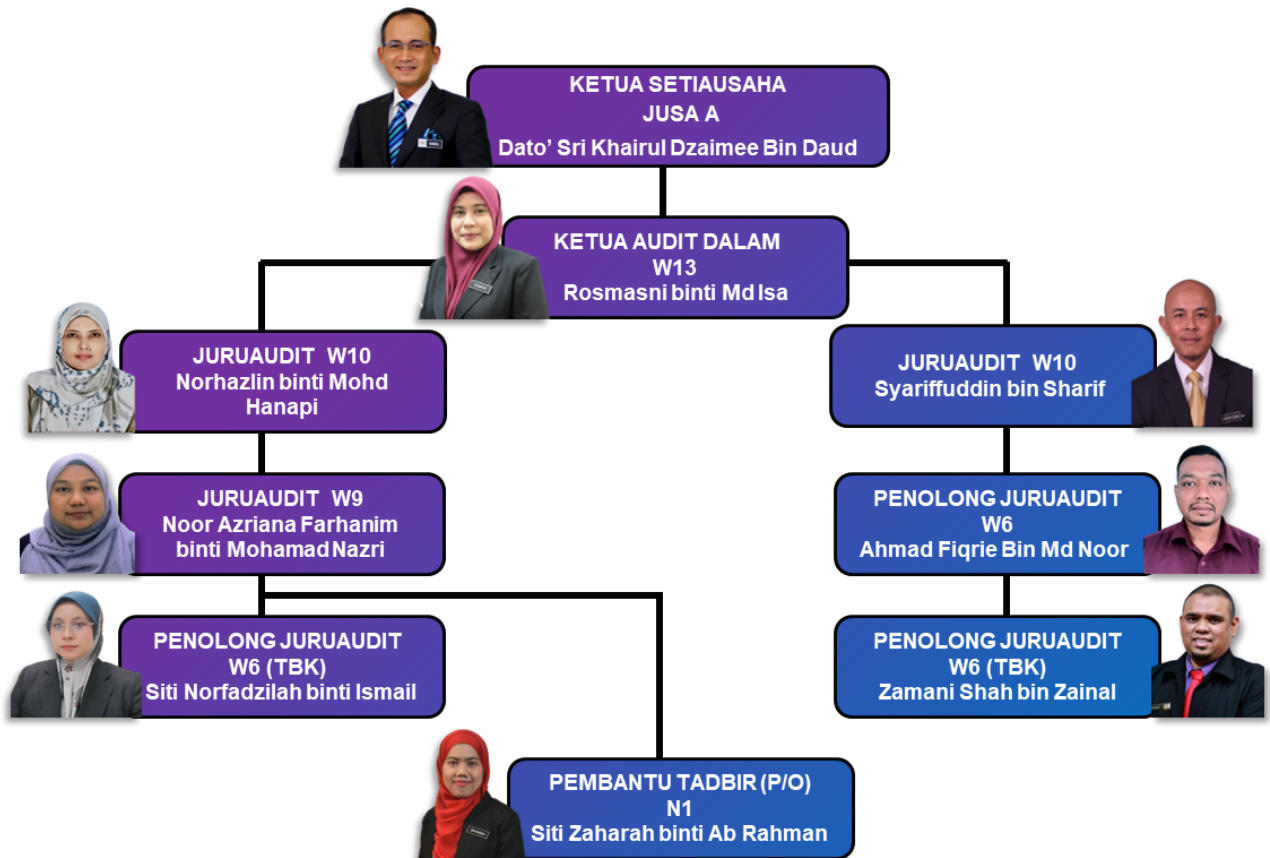 KETUA SETIAUSAHA
JUSA A
Dato' Sri Khairul Dzaimee Bin Daud
KETUA AUDIT DALAM
W13
Rosmasni binti Md Isa
JURUAUDIT W10
Norhazlin binti Mohd
Hanapi
JURUAUDIT W10
Syariffuddin bin Sharif
JURUAUDIT W9
Noor Azriana Farhanim
binti Mohamad Nazri
PENOLONG JURUAUDIT
W6
Ahmad Fiqrie Bin Md Noor
PENOLONG JURUAUDIT
W6 (TBK)
Siti Norfadzilah binti Ismail
PENOLONG JURUAUDIT
W6 (TBK)
Zamani Shah bin Zainal
PEMBANTU TADBIR (P/O)
N1
Siti Zaharah binti Ab Rahman